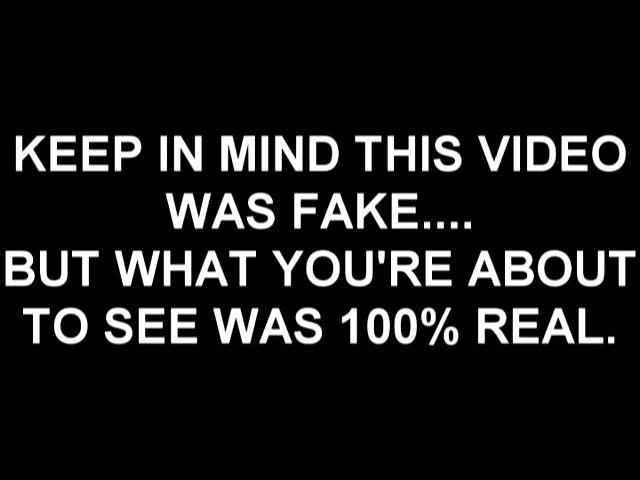 KEEP IN MIND THIS VIDEO
WAS FAKE....
BUT WHAT YOU'RE ABOUT
TO SEE WAS 100% REAL.